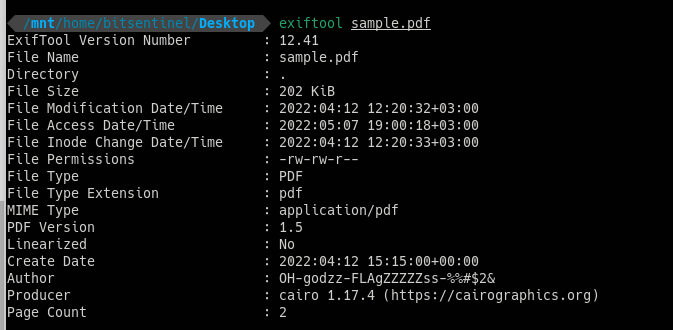 /mnt/home/bitsentinel/Desktop exiftool sample.pdf
ExifTool Version Number : 12.41
File Name : sample.pdf
Directory : .
File Size : 202 KiB
File Modification Date/Time : 2022:04:12 12:20:32+03:00
File Access Date/Time : 2022:05:07 19:00:18+03:00
File Inode Change Date/Time : 2022:04:12 12:20:33+03:00
File Permissions : -rw-rw-r--
File Type : PDF
File Type Extension : pdf
MIME Type : application/pdf
PDF Version : 1.5
Linearized : No
Create Date : 2022:04:12 15:15:00+00:00
Author : OH-godzz-FLAgZZZZZss-%%#$2&
Producer : cairo 1.17.4 (https://cairographics.org)
Page Count : 2